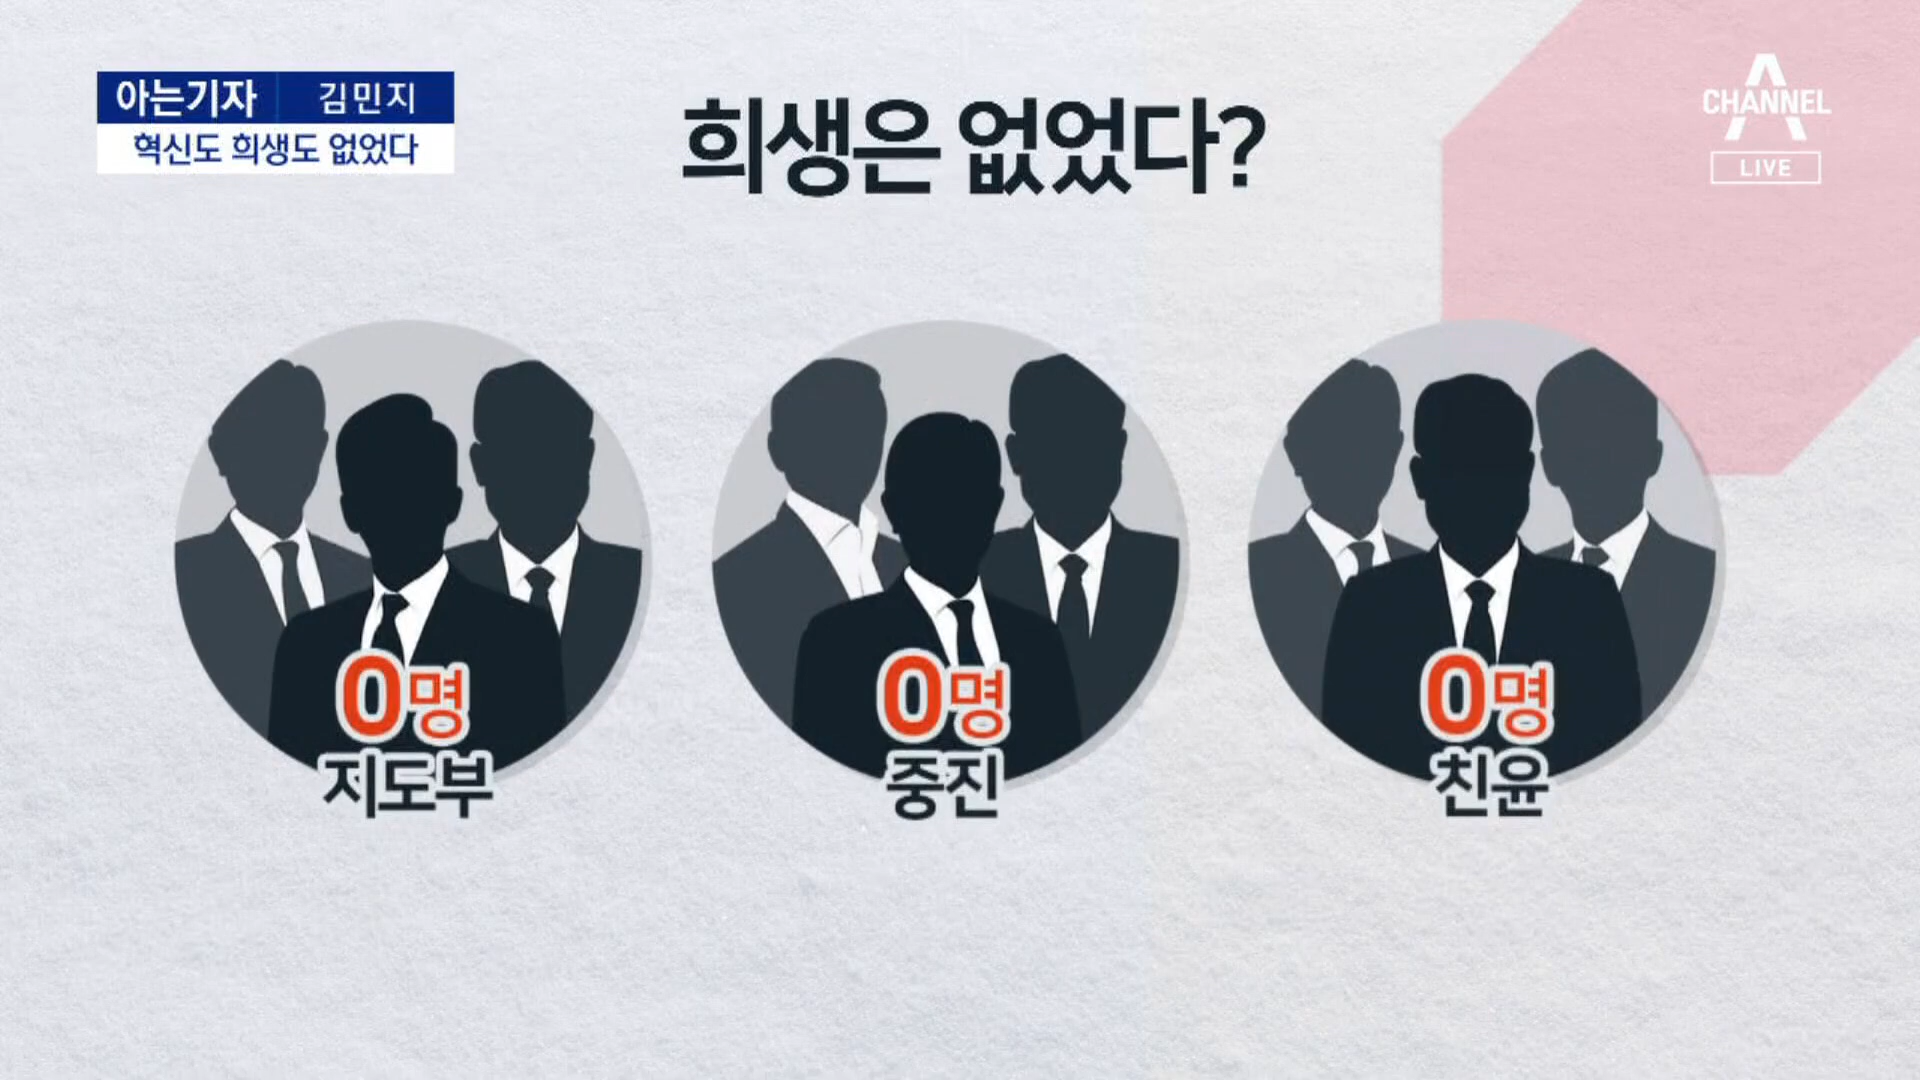 아는기자 김민지
혁신도 희생도 없었다
희생은 없었다?
CHANNEL A
LIVE
0명
지도부
0명
중진
0명
친윤